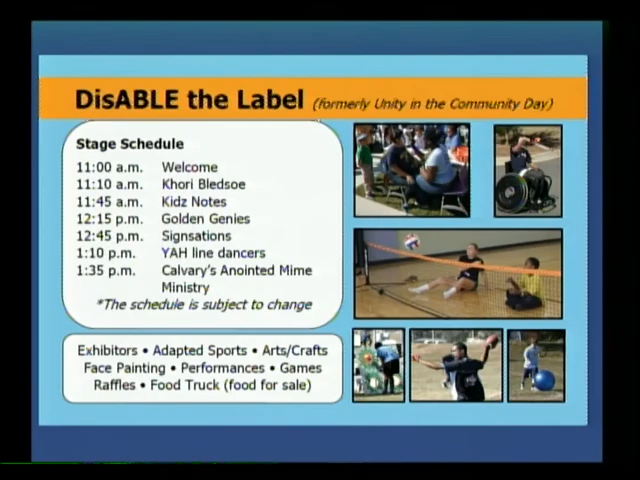 DisABLE the Label (formerly Unity in the Community Day)
Stage Schedule
11:00 a.m. Welcome
11:10 a.m. Khori Bledsoe
11:45 a.m. Kidz Notes
12:15 p.m. Golden Genies
12:45 p.m. Signsations
1:10 p.m. YAH line dancers
1:35 p.m. Calvary's Anointed Mime
Ministry
*The schedule is subject to change
Exhibitors • Adapted Sports • Arts/Crafts
Face Painting • Performances • Games
Raffles • Food Truck (food for sale)